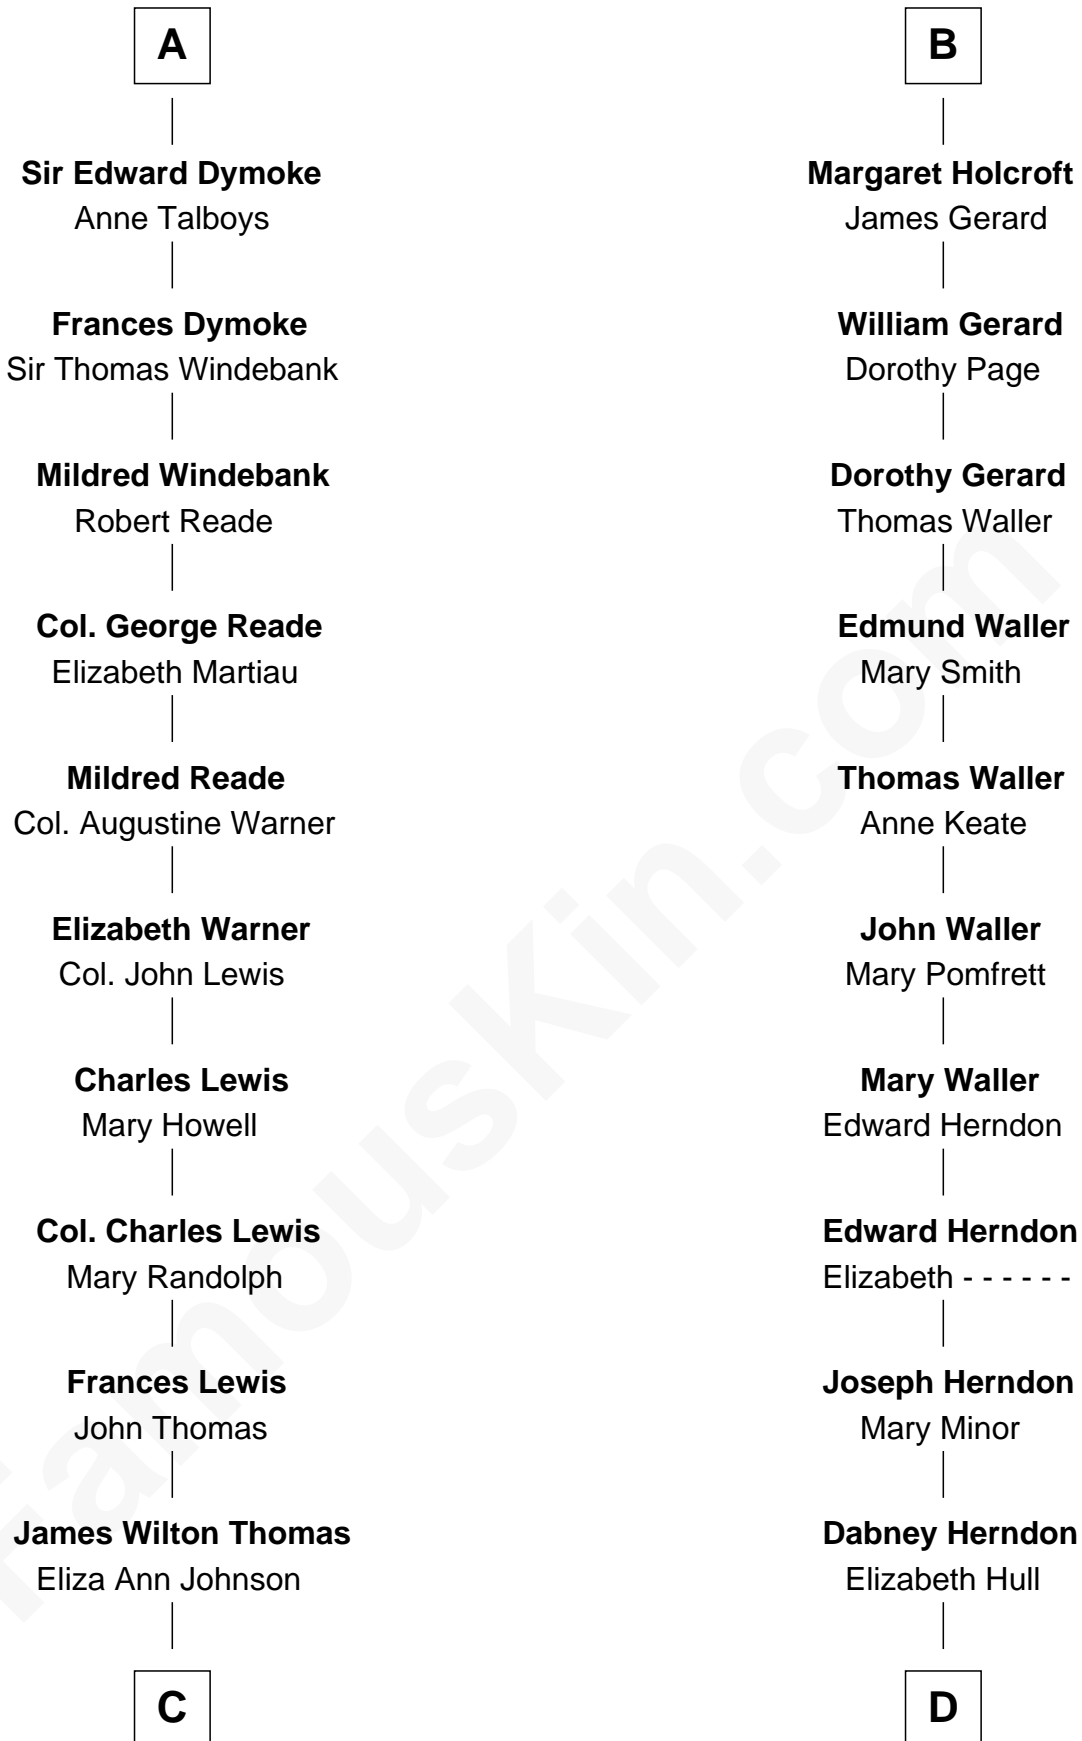 A
Sir Edward Dymoke
Anne Talboys
Frances Dymoke
Sir Thomas Windebank
Mildred Windebank
Robert Reade
Col. George Reade
Elizabeth Martiau
Mildred Reade
Col. Augustine Warner
Elizabeth Warner
Col. John Lewis
Charles Lewis
Mary Howell
Col. Charles Lewis
Mary Randolph
Frances Lewis
John Thomas
James Wilton Thomas
Eliza Ann Johnson
C
B
Margaret Holcroft
James Gerard
William Gerard
Dorothy Page
Dorothy Gerard
Thomas Waller
Edmund Waller
Mary Smith
Thomas Waller
Anne Keate
John Waller
Mary Pomfrett
Mary Waller
Edward Herndon
Edward Herndon
Elizabeth - - - - - -
Joseph Herndon
Mary Minor
Dabney Herndon
Elizabeth Hull
D
FamousKin.com